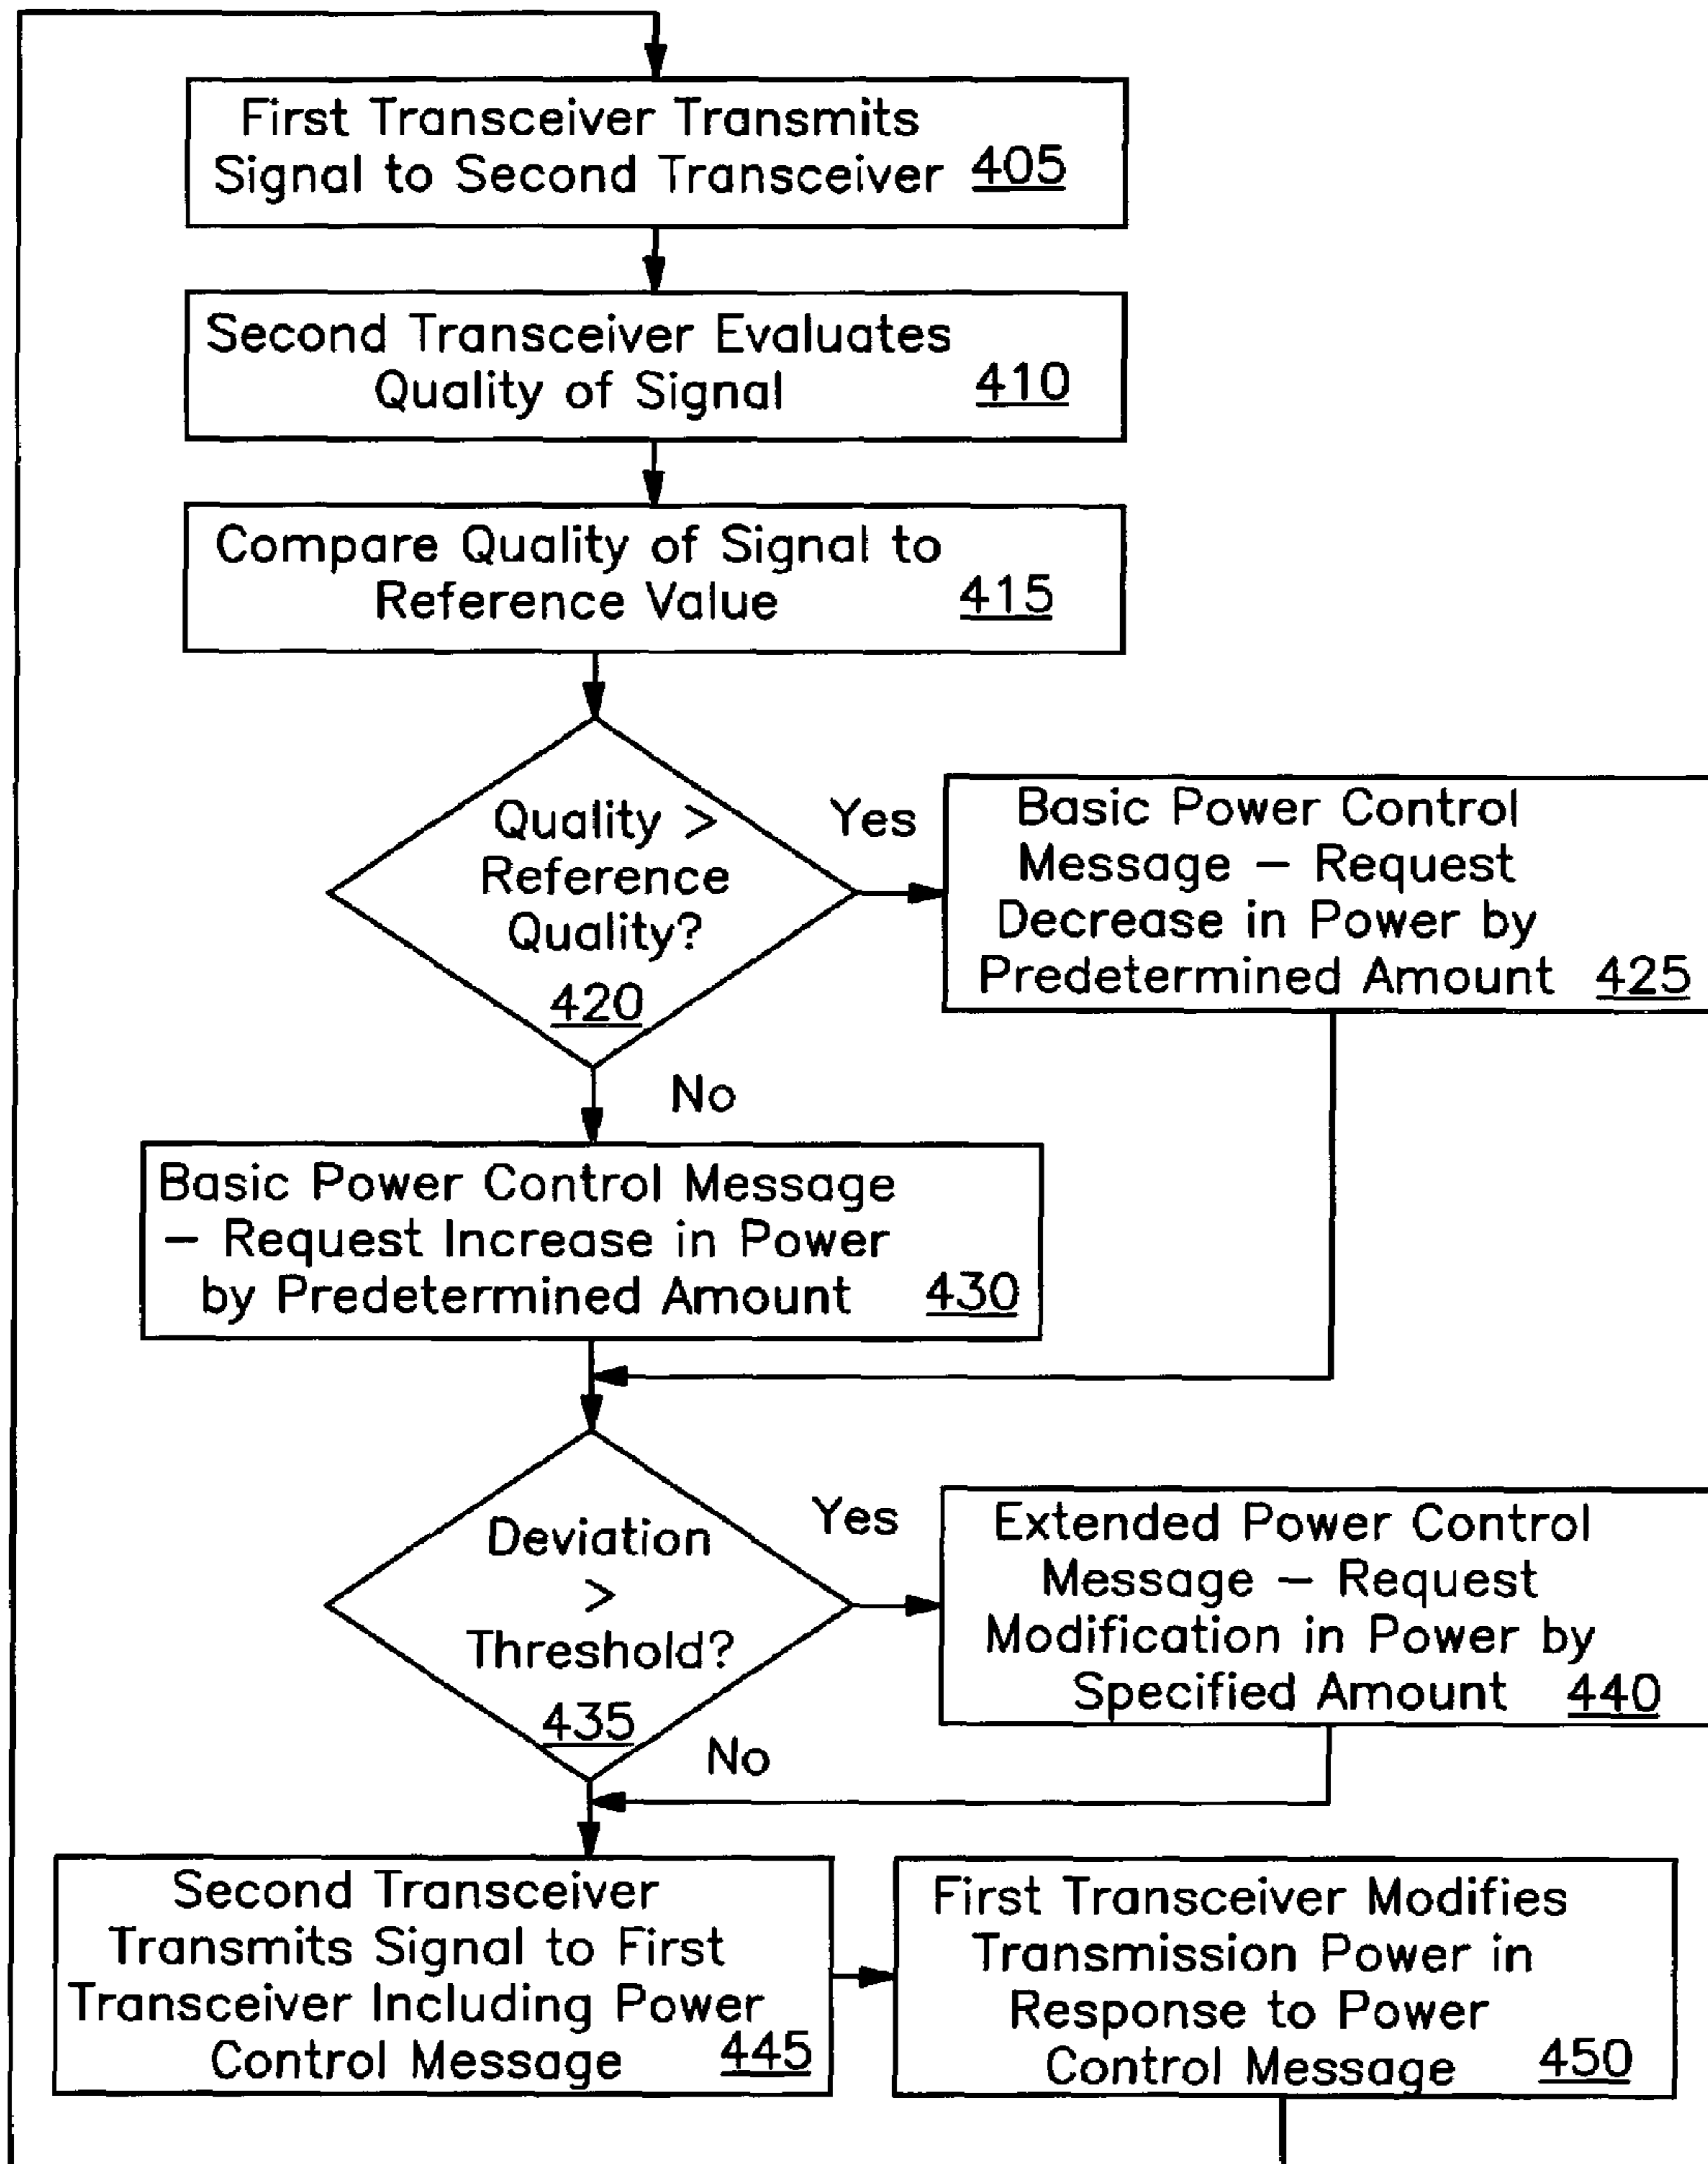 First Transceiver Transmits
Signal to Second Transceiver 405
Second Transceiver Evaluates
Quality of Signal 410
Compare Quality of Signal to
Reference Value 415
Quality >
Reference
Quality?
420
Yes
Basic Power Control
Message – Request
Decrease in Power by
Predetermined Amount 425
No
Basic Power Control Message
– Request Increase in Power
by Predetermined Amount 430
Deviation
>
Threshold?
435
Yes
Extended Power Control
Message – Request
Modification in Power by
Specified Amount 440
No
Second Transceiver
Transmits Signal to First
Transceiver Including Power
Control Message 445
First Transceiver Modifies
Transmission Power in
Response to Power
Control Message 450